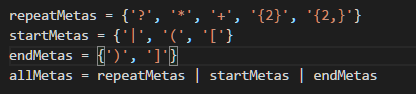 repeatMetas = {'?', '*', '+', '{2}', '{2,}'}
startMetas = {'|', '(', '['}
endMetas = {')', ']'}
allMetas = repeatMetas | startMetas | endMetas